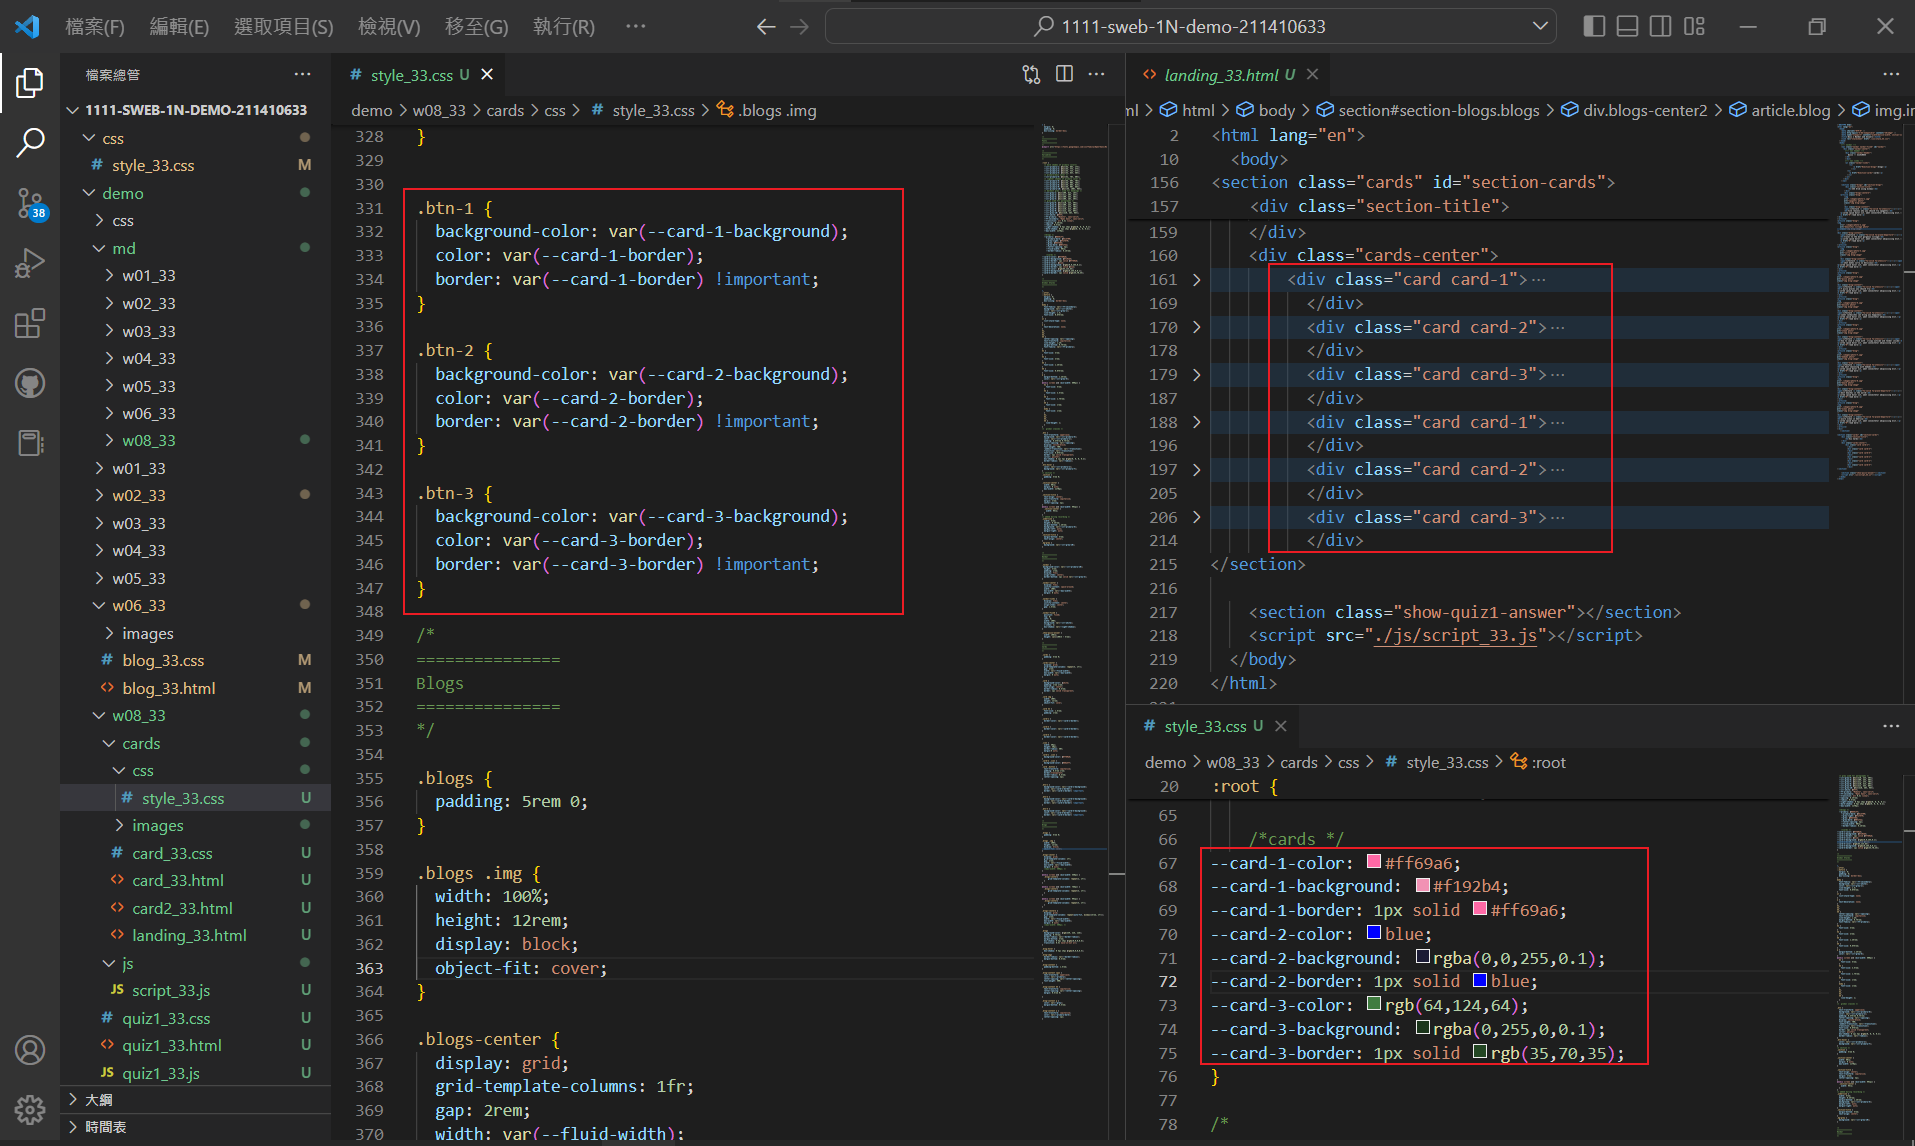 檔案(F) 編輯(E) 選取項目(S) 檢視(V) 移至(G) 執行(R) ···
1111-sweb-1N-demo-211410633
檔案總管 ···
1111-SWEB-1N-DEMO-211410633
css
# style_33.css M
demo
css
md
w01_33
w02_33
w03_33
w04_33
w05_33
w06_33
w08_33
w01_33
w02_33
w03_33
w04_33
w05_33
w06_33
images
# blog_33.css M
<> blog_33.html M
w08_33
cards
css
# style_33.css U
images
# card_33.css U
<> card_33.html U
<> card2_33.html U
<> landing_33.html U
js
JS script_33.js U
# quiz1_33.css U
<> quiz1_33.html U
JS quiz1_33.js U
大綱
時間表
38
# style_33.css U
demo > w08_33 > cards > css > # style_33.css > .blogs .img
328 }
329
330
331 .btn-1 {
332 background-color: var(--card-1-background);
333 color: var(--card-1-border);
334 border: var(--card-1-border) !important;
335 }
336
337 .btn-2 {
338 background-color: var(--card-2-background);
339 color: var(--card-2-border);
340 border: var(--card-2-border) !important;
341 }
342
343 .btn-3 {
344 background-color: var(--card-3-background);
345 color: var(--card-3-border);
346 border: var(--card-3-border) !important;
347 }
348
349 /*
350 ===============
351 Blogs
352 ===============
353 */
354
355 .blogs {
356 padding: 5rem 0;
357 }
358
359 .blogs .img {
360 width: 100%;
361 height: 12rem;
362 display: block;
363 object-fit: cover;
364 }
365
366 .blogs-center {
367 display: grid;
368 grid-template-columns: 1fr;
369 gap: 2rem;
370 width: var(--fluid-width);
<> landing_33.html U
ml > html > body > section#section-blogs.blogs > div.blogs-center2 > article.blog > img.i
2 <html lang="en">
10 <body>
156 <section class="cards" id="section-cards">
157 <div class="section-title">
159 </div>
160 <div class="cards-center">
161 <div class="card card-1">···
169 </div>
170 <div class="card card-2">···
178 </div>
179 <div class="card card-3">···
187 </div>
188 <div class="card card-1">···
196 </div>
197 <div class="card card-2">···
205 </div>
206 <div class="card card-3">···
214 </div>
215 </section>
216
217 <section class="show-quiz1-answer"></section>
218 <script src="./js/script_33.js"></script>
219 </body>
220 </html>
# style_33.css U
demo > w08_33 > cards > css > # style_33.css > :root
20 :root {
65
66 /*cards */
67 --card-1-color: #ff69a6;
68 --card-1-background: #f192b4;
69 --card-1-border: 1px solid #ff69a6;
70 --card-2-color: blue;
71 --card-2-background: rgba(0,0,255,0.1);
72 --card-2-border: 1px solid blue;
73 --card-3-color: rgb(64,124,64);
74 --card-3-background: rgba(0,255,0,0.1);
75 --card-3-border: 1px solid rgb(35,70,35);
76 }
77
78 /*